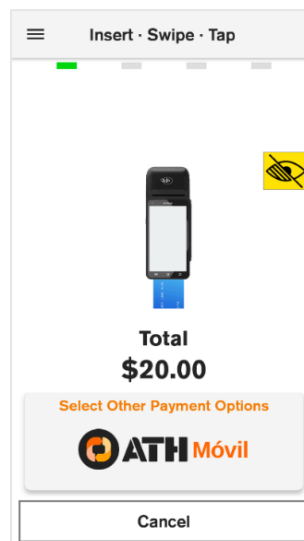 Insert · Swipe · Tap
Total
$20.00
Select Other Payment Options
ATH Móvil
Cancel